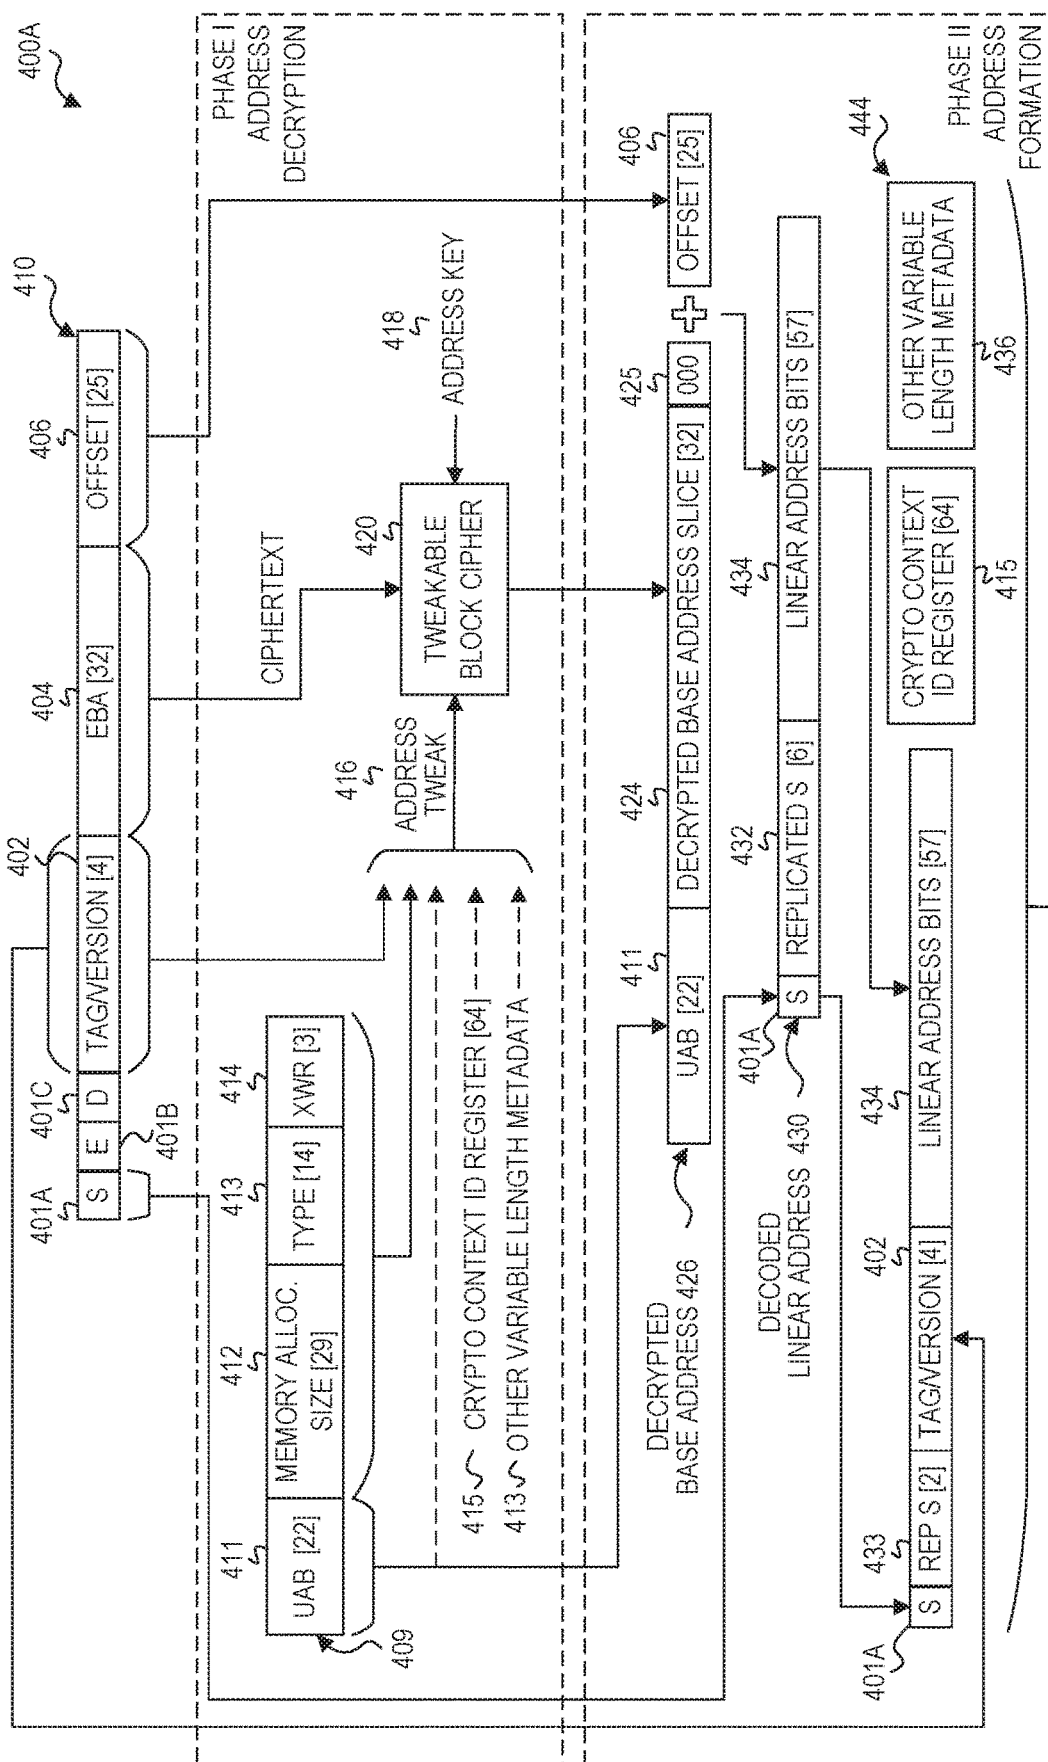 400A
410
401A
401B
401C
402
404
406
S
E
D
TAG/VERSION [4]
EBA [32]
OFFSET [25]
PHASE I
ADDRESS
DECRYPTION
411
412
413
414
UAB [22]
MEMORY ALLOC.
SIZE [29]
TYPE [14]
XWR [3]
409
CIPHERTEXT
416
ADDRESS
TWEAK
420
TWEAKABLE
BLOCK CIPHER
418
ADDRESS KEY
415 CRYPTO CONTEXT ID REGISTER [64]
413 OTHER VARIABLE LENGTH METADATA
PHASE II
ADDRESS
FORMATION
DECRYPTED
BASE ADDRESS 426
411
424
425
406
UAB [22]
DECRYPTED BASE ADDRESS SLICE [32]
000
OFFSET [25]
DECODED
LINEAR ADDRESS 430
401A
432
434
S
REPLICATED S [6]
LINEAR ADDRESS BITS [57]
401A
433
402
434
S
REP S [2]
TAG/VERSION [4]
LINEAR ADDRESS BITS [57]
CRYPTO CONTEXT
ID REGISTER [64]
415
OTHER VARIABLE
LENGTH METADATA
436
444